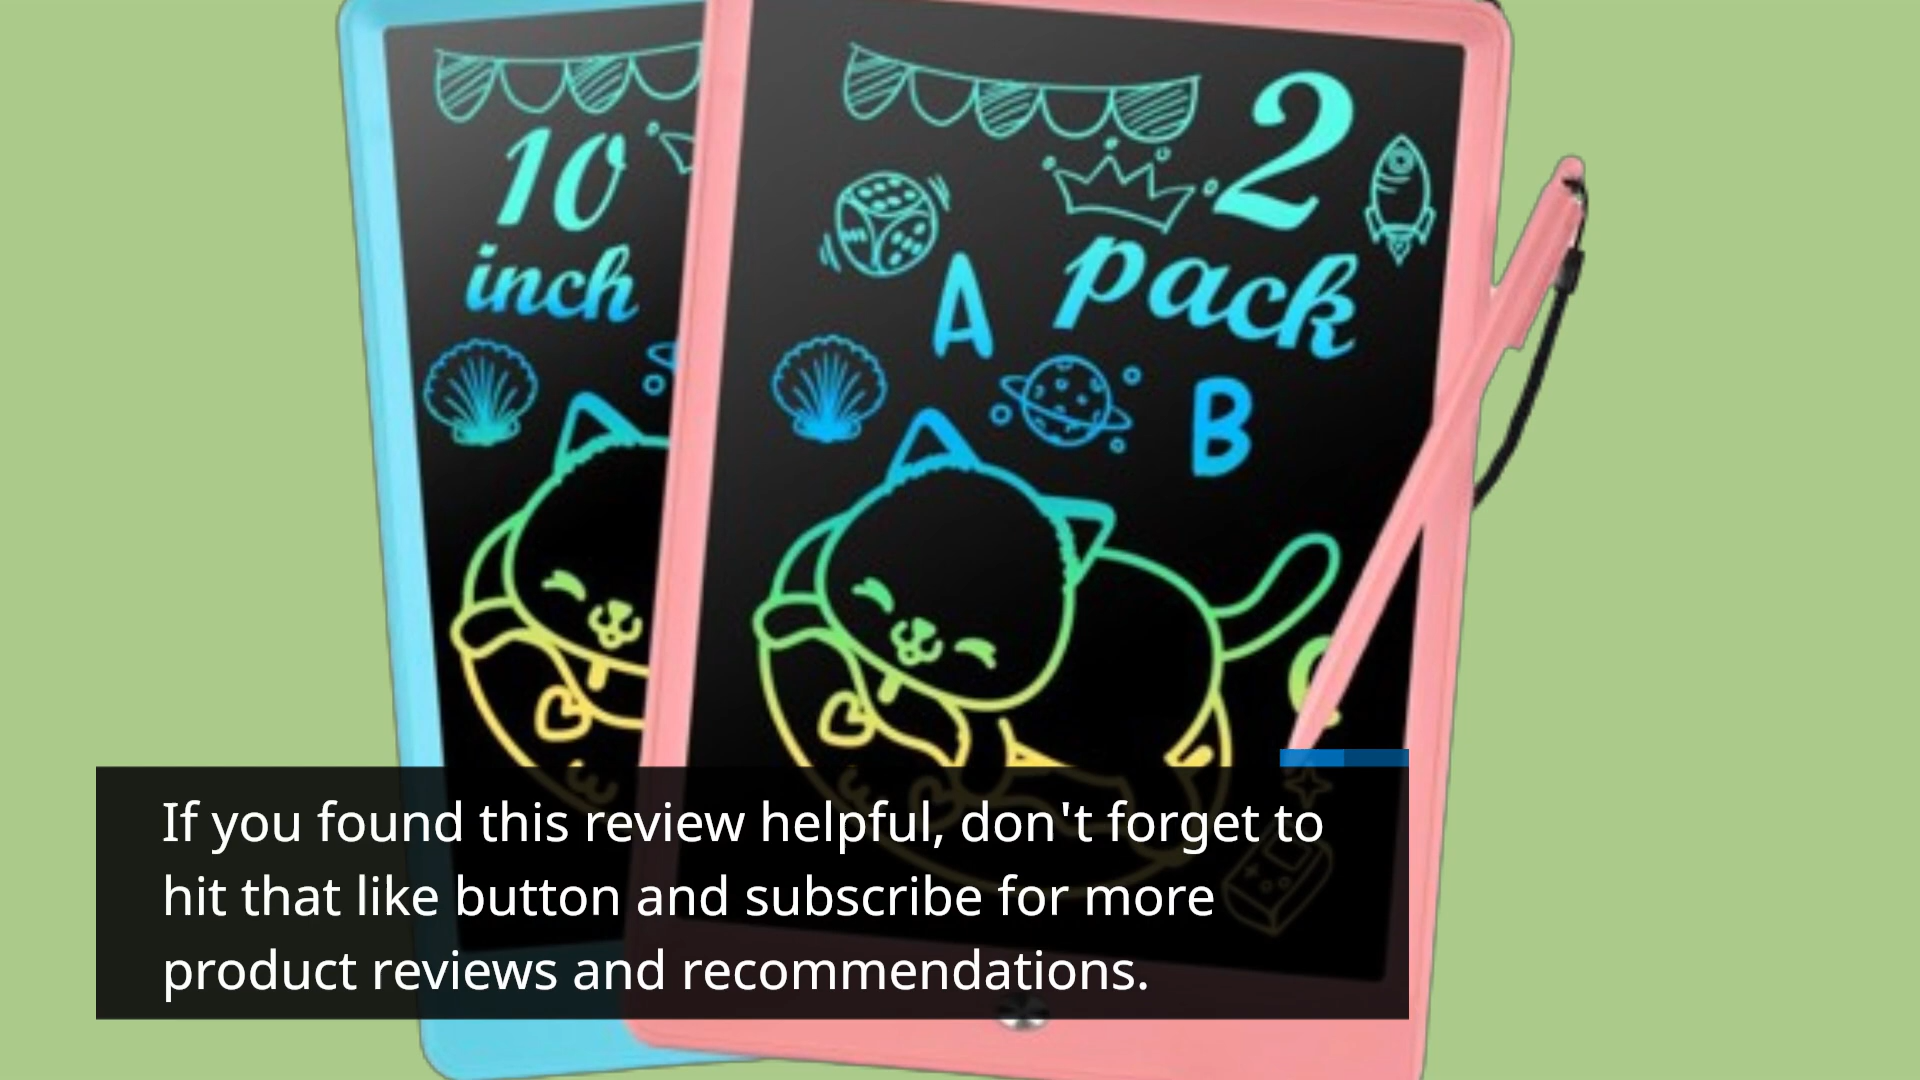 10
inch
2
pack
A
B
C
If you found this review helpful, don't forget to
hit that like button and subscribe for more
product reviews and recommendations.